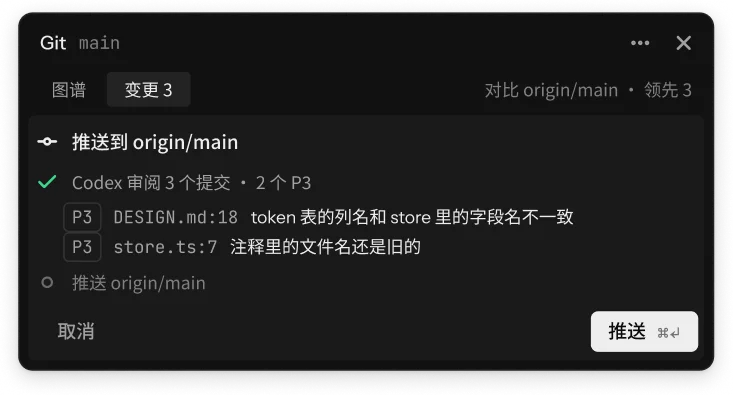 Git main
图谱 变更 3 对比 origin/main · 领先 3
推送到 origin/main
Codex 审阅 3 个提交 · 2 个 P3
P3 DESIGN.md:18 token 表的列名和 store 里的字段名不一致
P3 store.ts:7 注释里的文件名还是旧的
推送 origin/main
取消 推送 ⌘↵